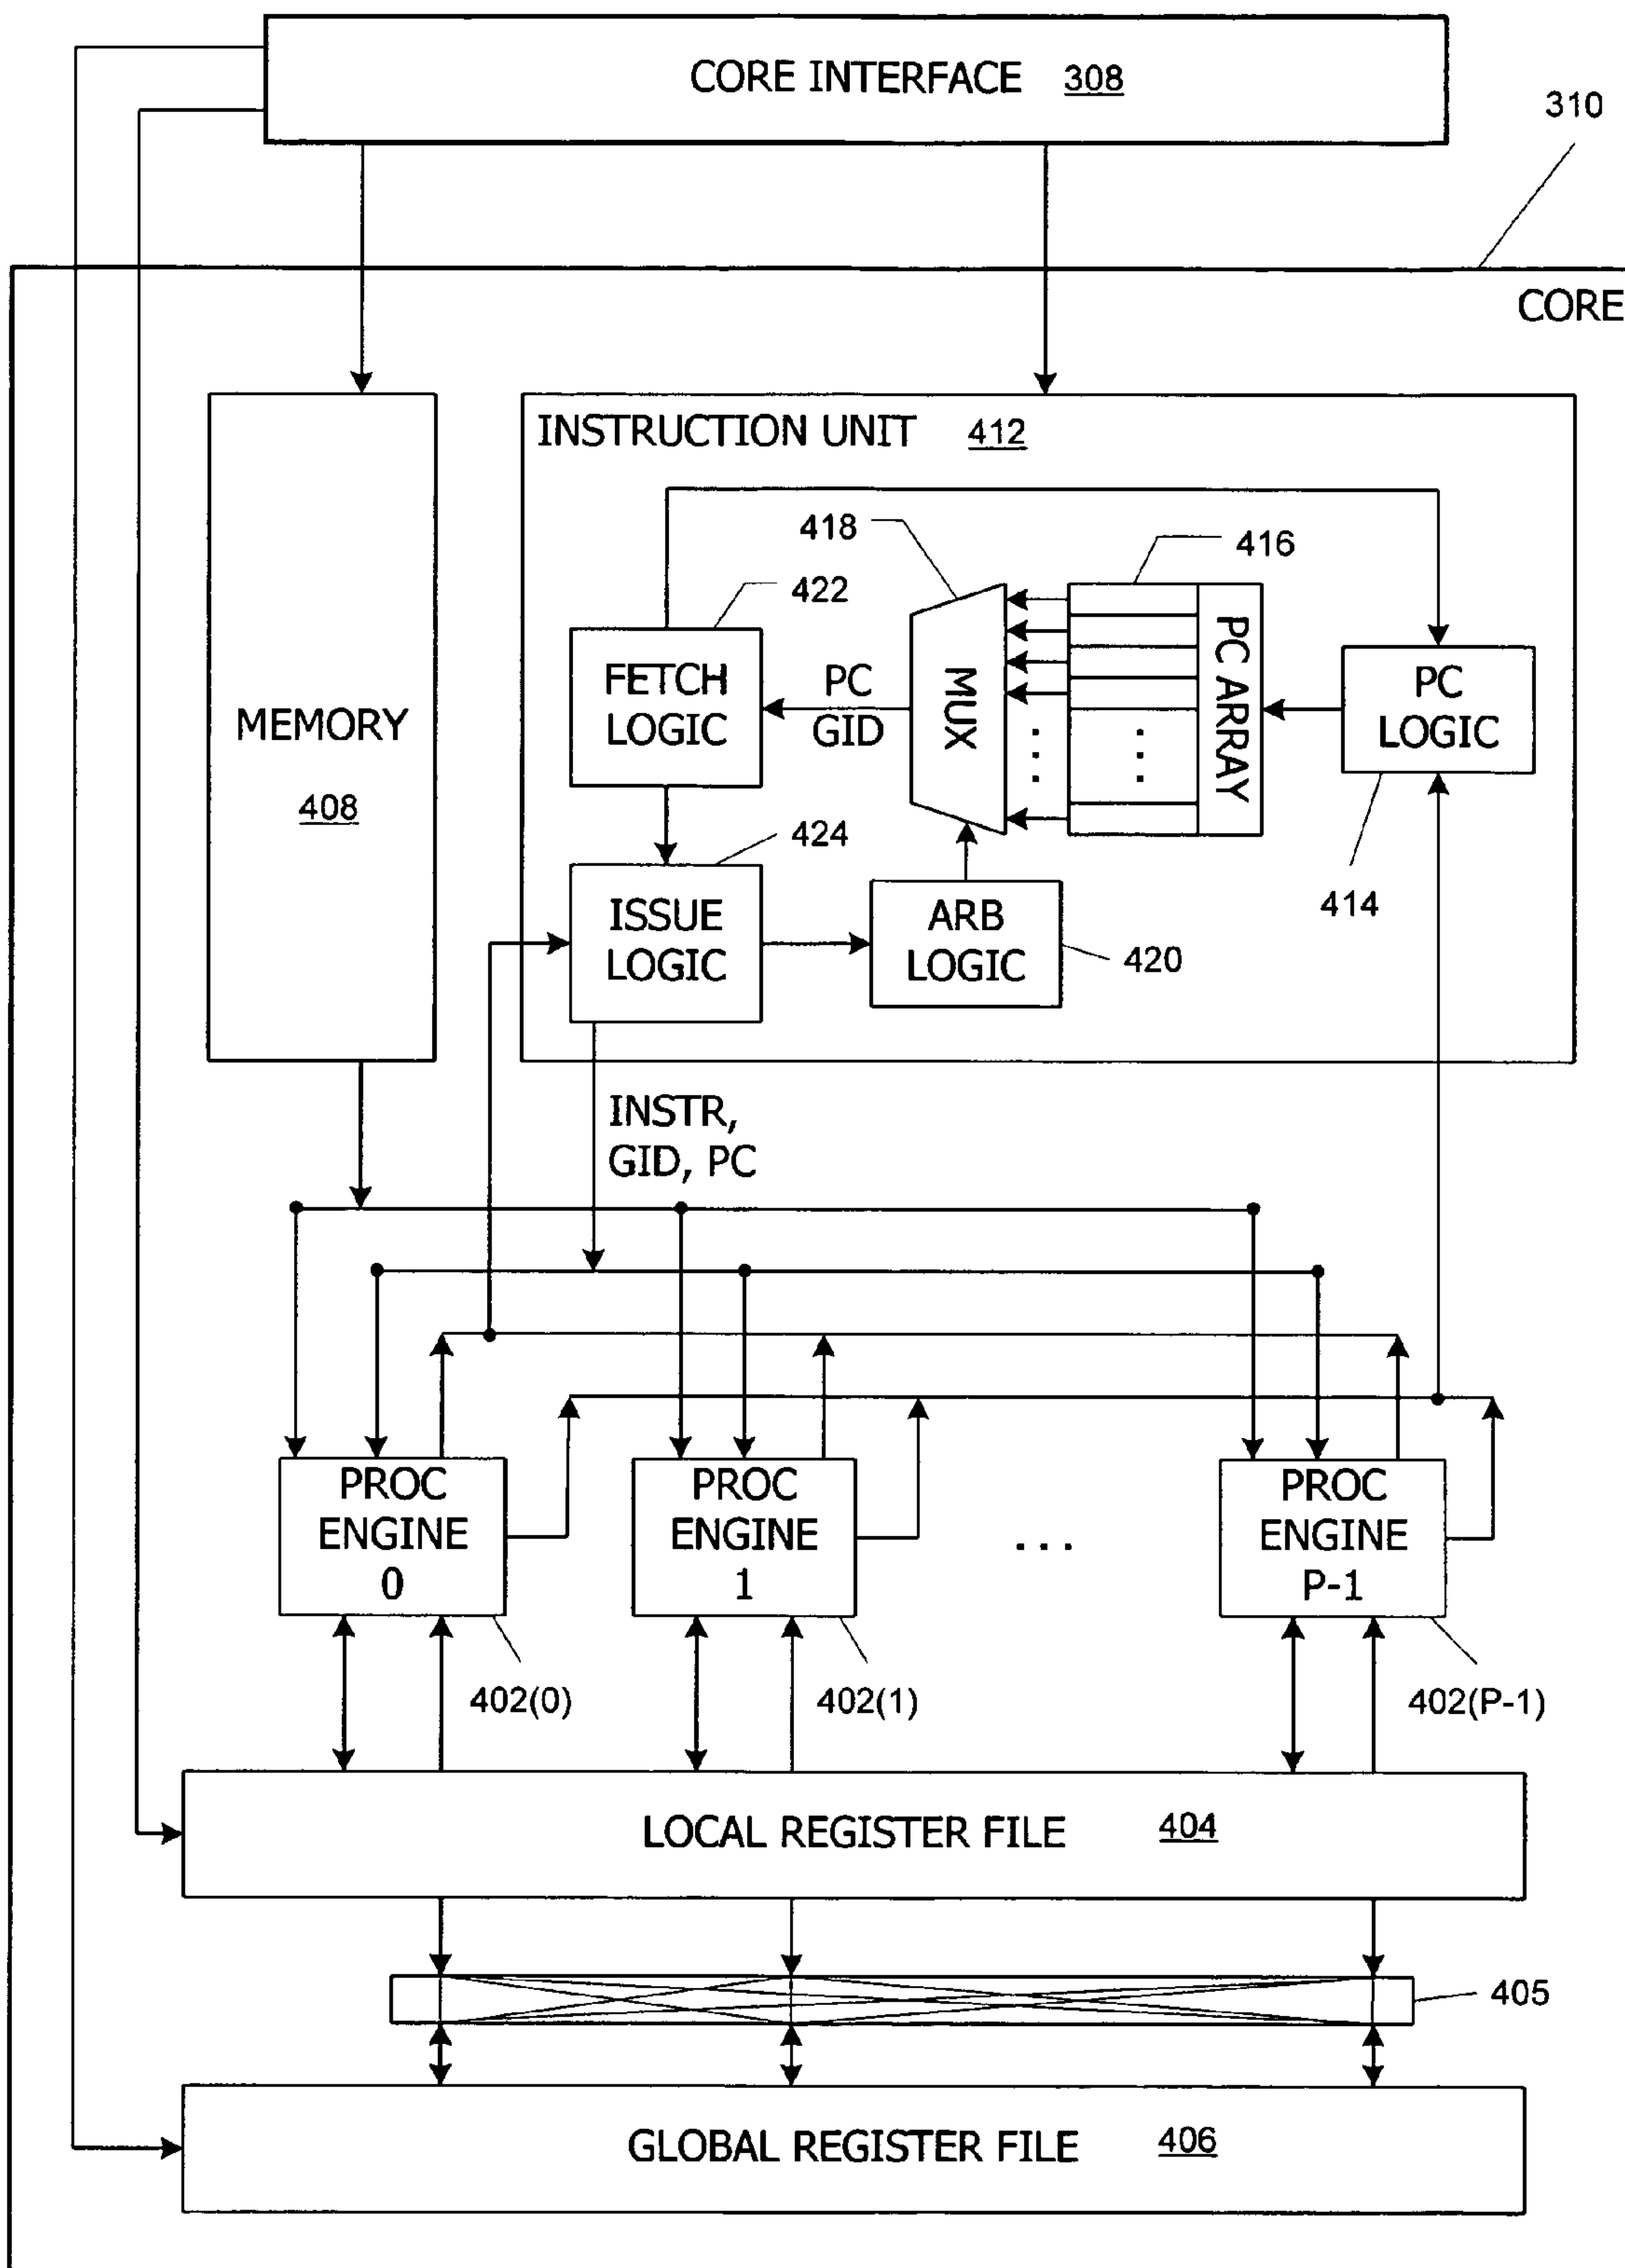 CORE INTERFACE 308
310
CORE
INSTRUCTION UNIT 412
418
416
422
FETCH
LOGIC
PC
GID
MUX
PC ARRAY
PC
LOGIC
MEMORY
408
424
414
ISSUE
LOGIC
ARB
LOGIC
420
INSTR,
GID, PC
PROC
ENGINE
0
PROC
ENGINE
1
...
PROC
ENGINE
P-1
402(0)
402(1)
402(P-1)
LOCAL REGISTER FILE 404
405
GLOBAL REGISTER FILE 406